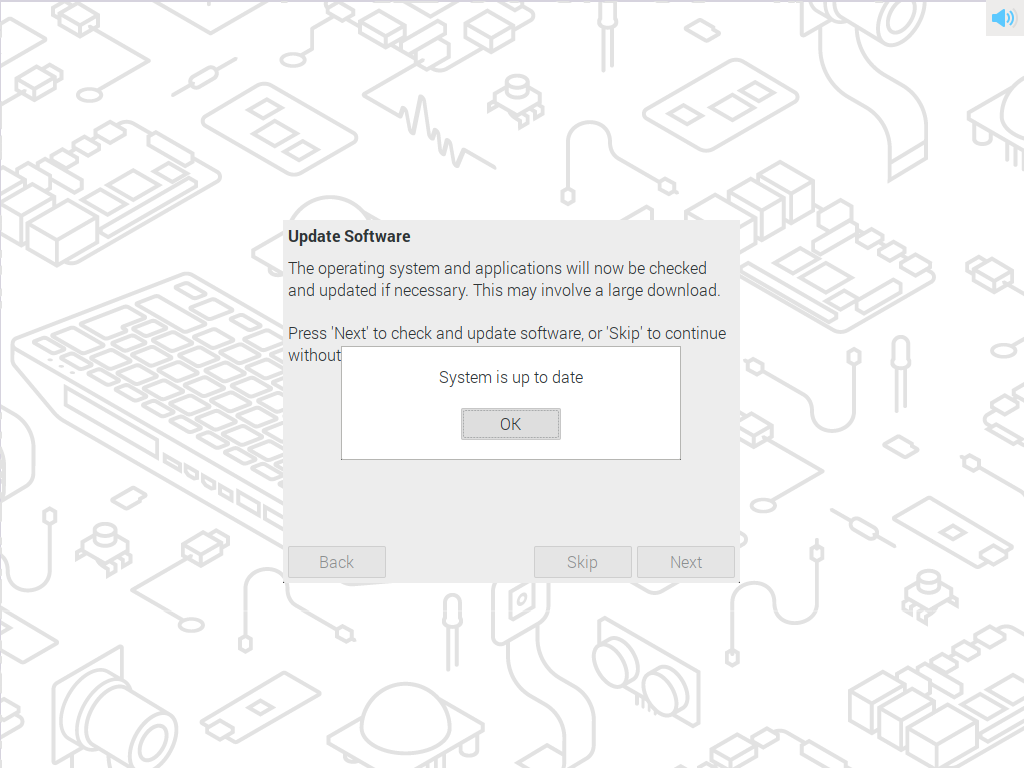 Update Software
The operating system and applications will now be checked
and updated if necessary. This may involve a large download.
Press 'Next' to check and update software, or 'Skip' to continue
without
System is up to date
OK
Back
Skip
Next